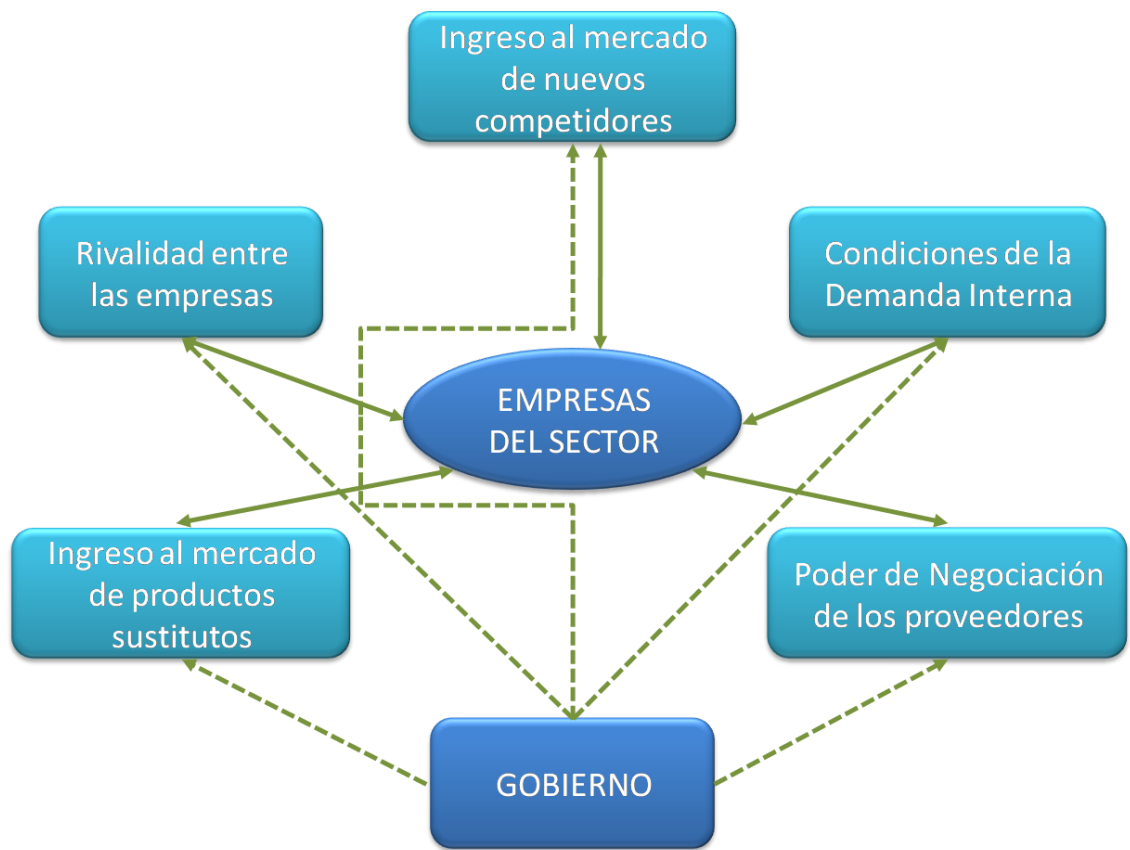 Ingreso al mercado
de nuevos
competidores
Rivalidad entre
las empresas
Condiciones de la
Demanda Interna
EMPRESAS
DEL SECTOR
Ingreso al mercado
de productos
sustitutos
Poder de Negociación
de los proveedores
GOBIERNO